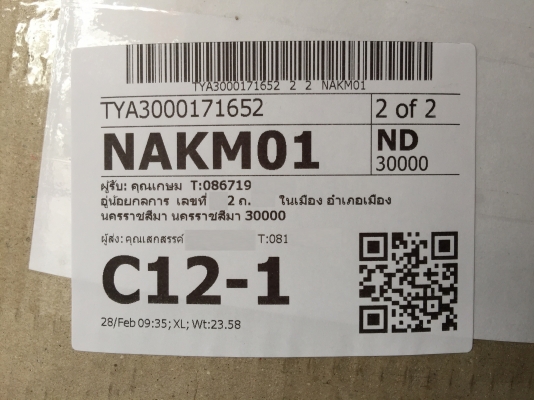 TYA3000171652 2 2 NAKM01
TYA3000171652
2 of 2
NAKM01
ND
30000
ผู้รับ: คุณเกษม T:086719
อู่น้อยกลการ เลขที่ 2 ถ. ในเมือง อำเภอเมือง
นครราชสีมา นครราชสีมา 30000
ผู้ส่ง: คุณเสกสรรค์ T:081
C12-1
28/Feb 09:35; XL; Wt:23.58